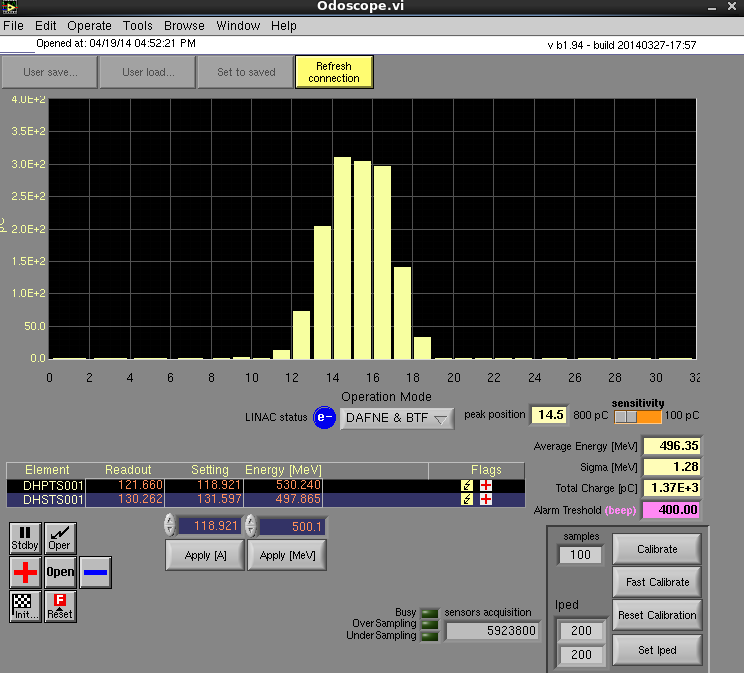 Odoscope.vi
File Edit Operate Tools Browse Window Help
Opened at: 04/19/14 04:52:21 PM
v b1.94 - build 20140327-17:57
User save... User load... Set to saved Refresh connection
4.0E+2
3.5E+2
3.0E+2
2.5E+2
2.0E+2
1.5E+2
1.0E+2
50.0
0.0
pC
0 2 4 6 8 10 12 14 16 18 20 22 24 26 28 30 32
Operation Mode
LINAC status e- DAFNE & BTF
peak position 14.5
sensitivity
800 pC 100 pC
Average Energy [MeV] 496.35
Sigma [MeV] 1.28
Total Charge [pC] 1.37E+3
Alarm Treshold (beep) 400.00
Element Readout Setting Energy [MeV] Flags
DHPTS001 121.660 118.921 530.240
DHSTS001 130.262 131.597 497.865
118.921 500.1
Apply [A] Apply [MeV]
Stdby Oper
Open
Init... Reset
Busy
OverSampling
UnderSampling
sensors acquisition
5923800
samples
100
Iped
200
200
Calibrate
Fast Calibrate
Reset Calibration
Set Iped